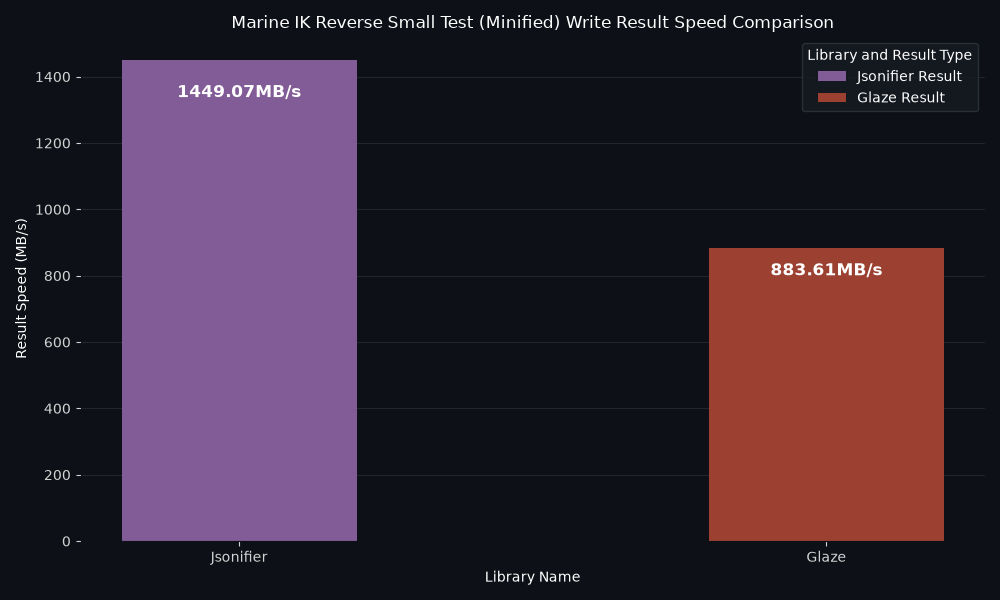 Marine IK Reverse Small Test (Minified) Write Result Speed Comparison
Library and Result Type
Jsonifier Result
Glaze Result
1449.07MB/s
883.61MB/s
Result Speed (MB/s)
1400
1200
1000
800
600
400
200
0
Jsonifier
Glaze
Library Name